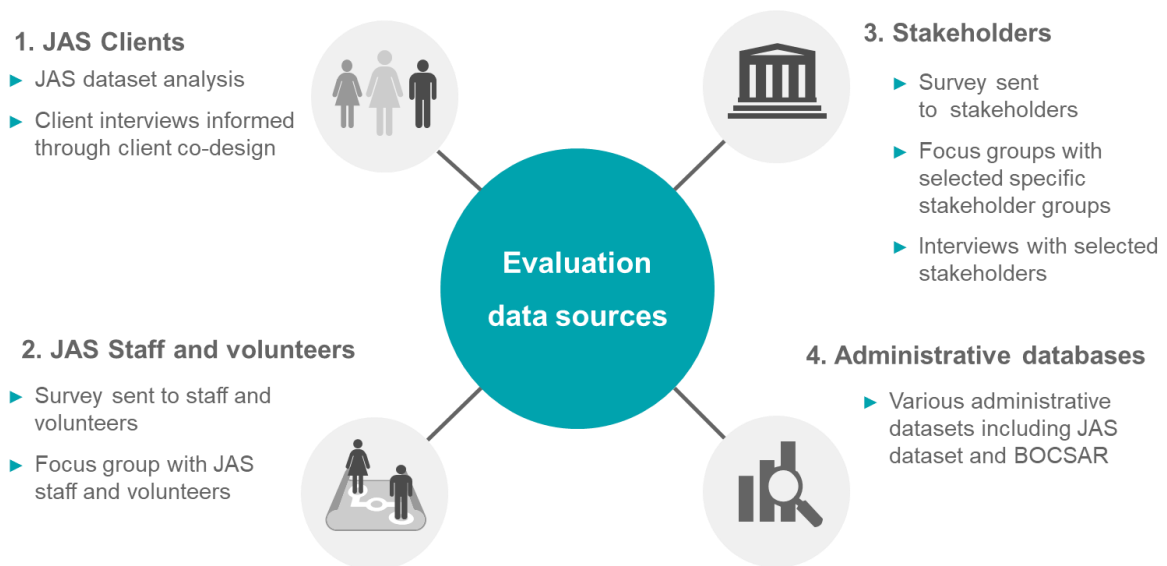 1. JAS Clients
► JAS dataset analysis
► Client interviews informed
through client co-design
2. JAS Staff and volunteers
► Survey sent to staff and
volunteers
► Focus group with JAS
staff and volunteers
Evaluation
data sources
3. Stakeholders
► Survey sent
to stakeholders
► Focus groups with
selected specific
stakeholder groups
► Interviews with selected
stakeholders
4. Administrative databases
► Various administrative
datasets including JAS
dataset and BOCSAR